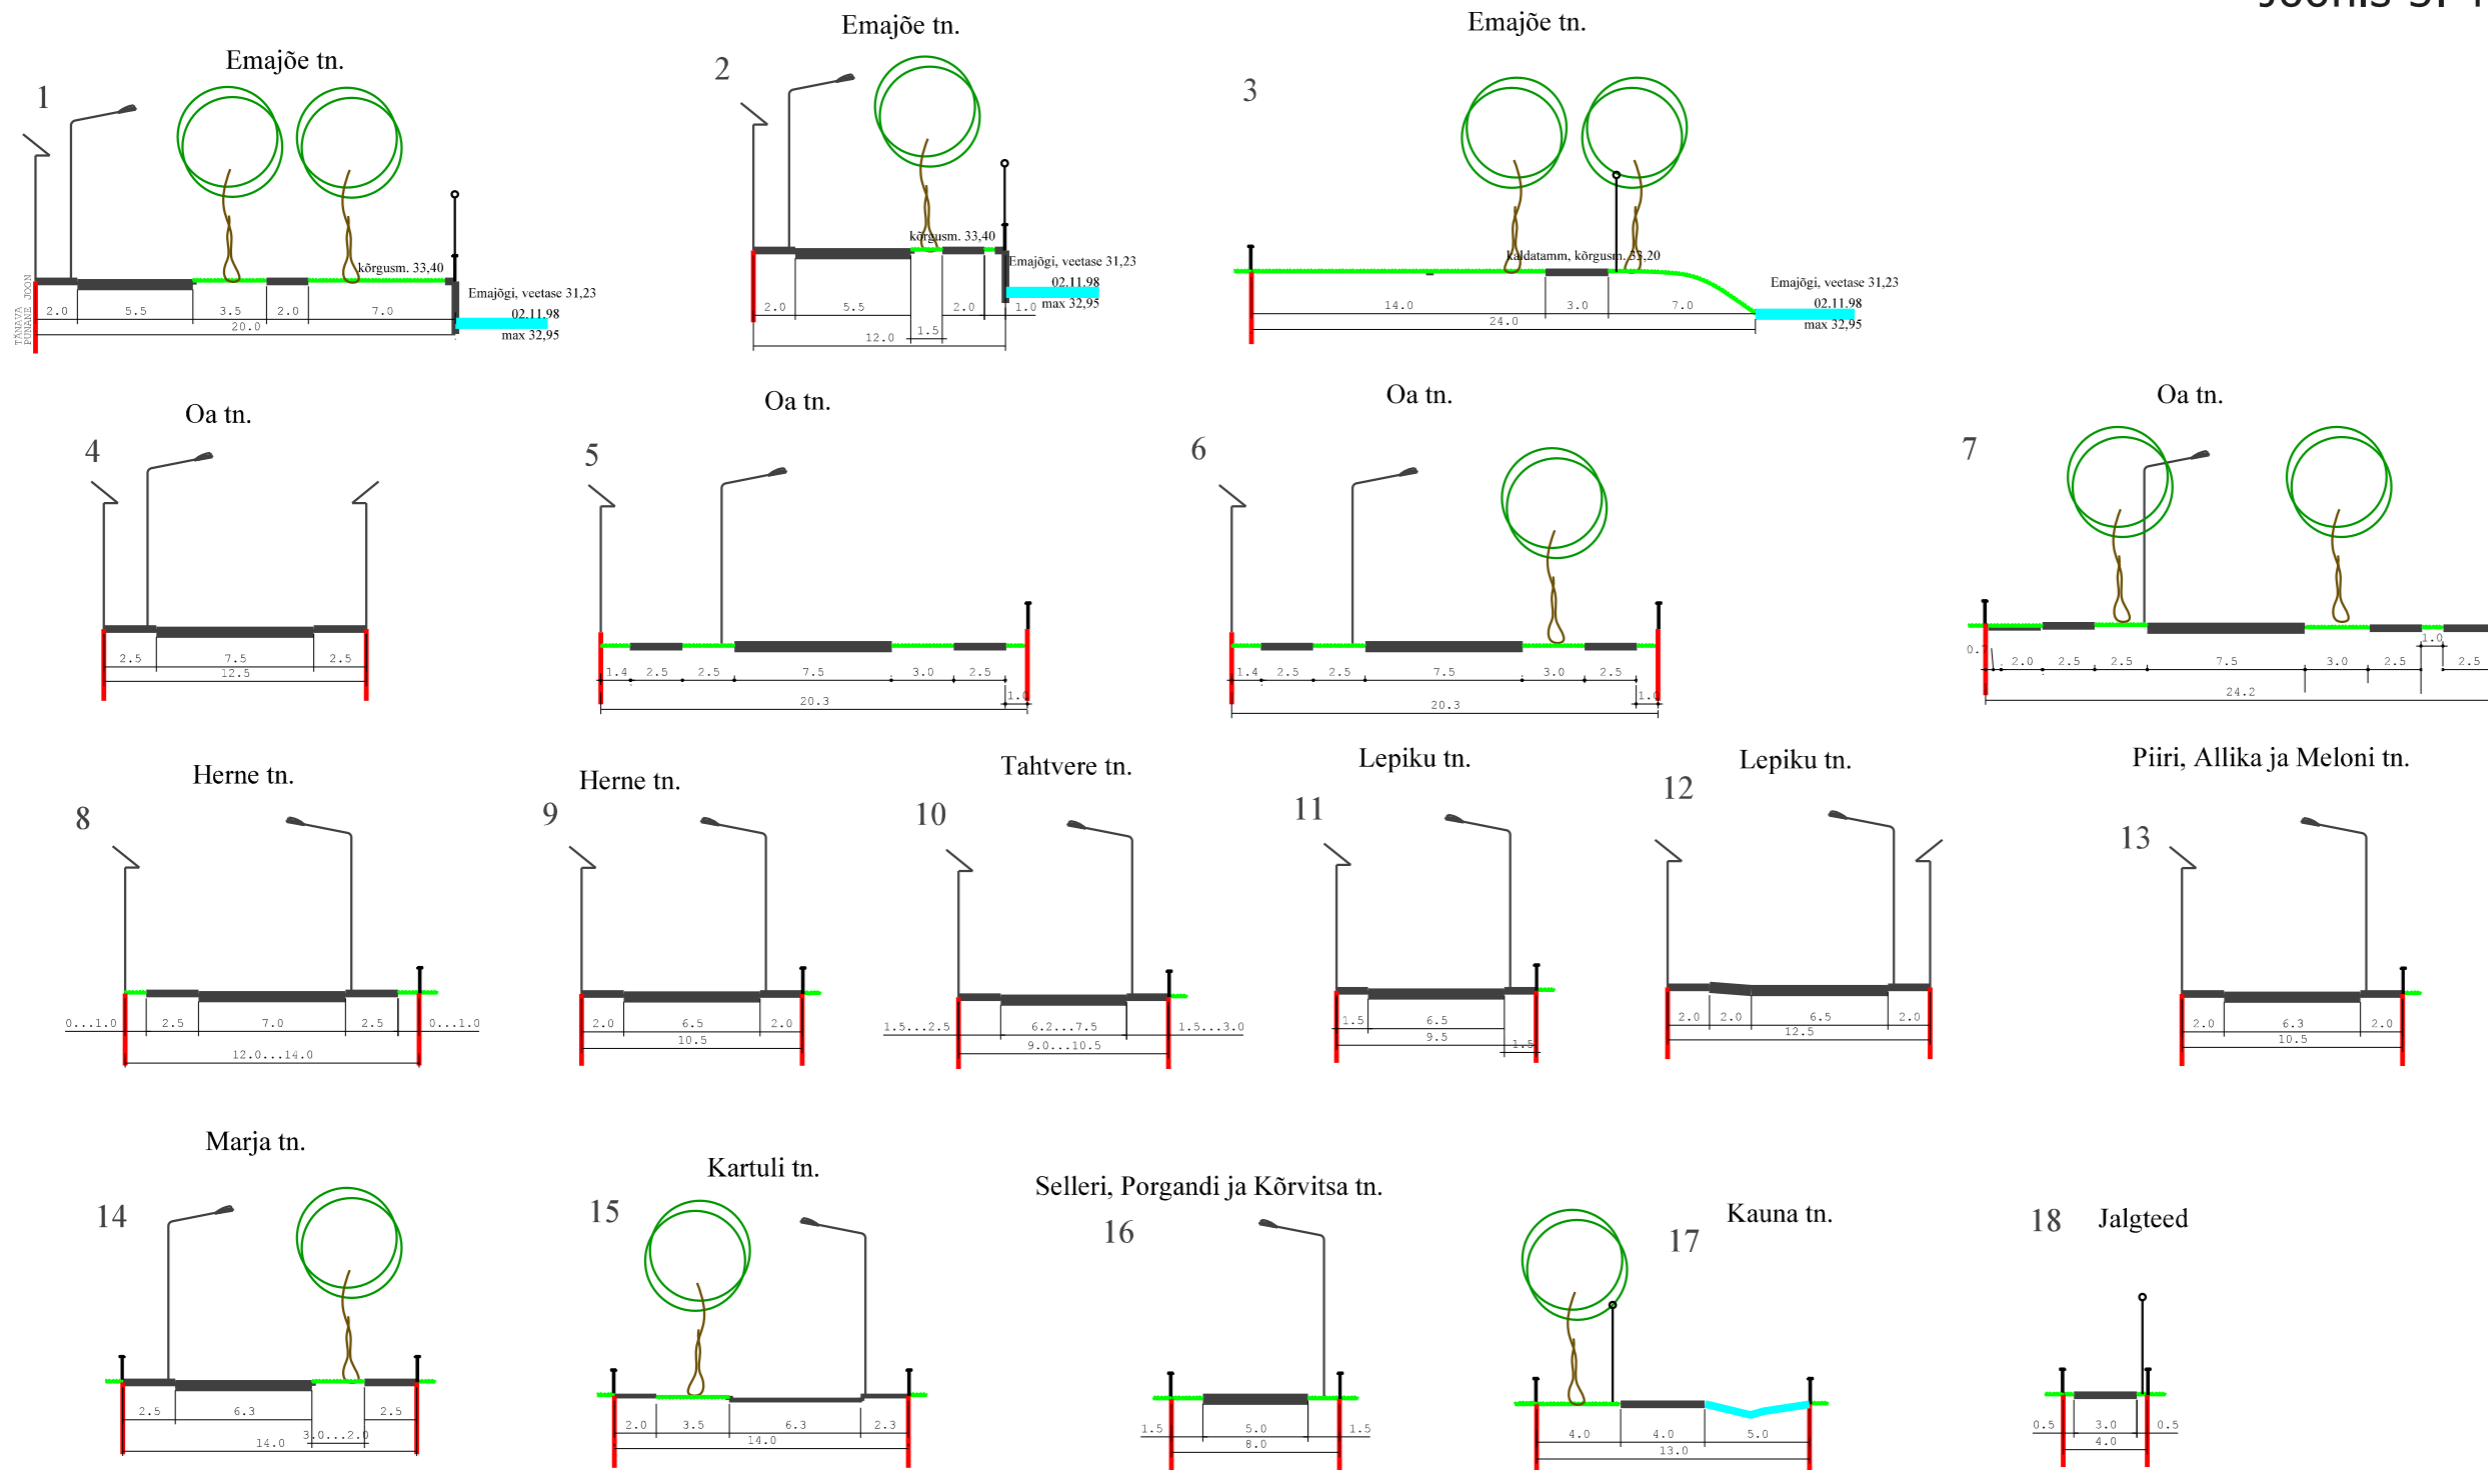 Emajõe tn.
1
kõrgusm. 33,40
Emajõgi, veetase 31,23
02.11.98
max 32,95
TÄNAVA
PUNANE JOON
2.0 5.5 3.5 2.0 7.0
20.0
Emajõe tn.
2
kõrgusm. 33,40
Emajõgi, veetase 31,23
02.11.98
max 32,95
2.0 5.5 2.0 1.0
1.5
12.0
Emajõe tn.
3
kaldatamm, kõrgusm. 33,20
Emajõgi, veetase 31,23
02.11.98
max 32,95
14.0 3.0 7.0
24.0
Oa tn.
4
2.5 7.5 2.5
12.5
Oa tn.
5
1.4 2.5 2.5 7.5 3.0 2.5
1.0
20.3
Oa tn.
6
1.4 2.5 2.5 7.5 3.0 2.5
1.0
20.3
Oa tn.
7
1.0
2.0 2.5 2.5 7.5 3.0 2.5 2.5
24.2
Herne tn.
8
0...1.0 2.5 7.0 2.5 0...1.0
12.0...14.0
Herne tn.
9
2.0 6.5 2.0
10.5
Tahtvere tn.
10
1.5...2.5 6.2...7.5 1.5...3.0
9.0...10.5
Lepiku tn.
11
1.5 6.5
9.5
1.5
Lepiku tn.
12
2.0 2.0 6.5 2.0
12.5
Piiri, Allika ja Meloni tn.
13
2.0 6.3 2.0
10.5
Marja tn.
14
2.5 6.3 2.5
3.0...2.0
14.0
Kartuli tn.
15
2.0 3.5 6.3 2.3
14.0
Selleri, Porgandi ja Kõrvitsa tn.
16
1.5 5.0 1.5
8.0
Kauna tn.
17
4.0 4.0 5.0
13.0
18 Jalgteed
0.5 3.0 0.5
4.0